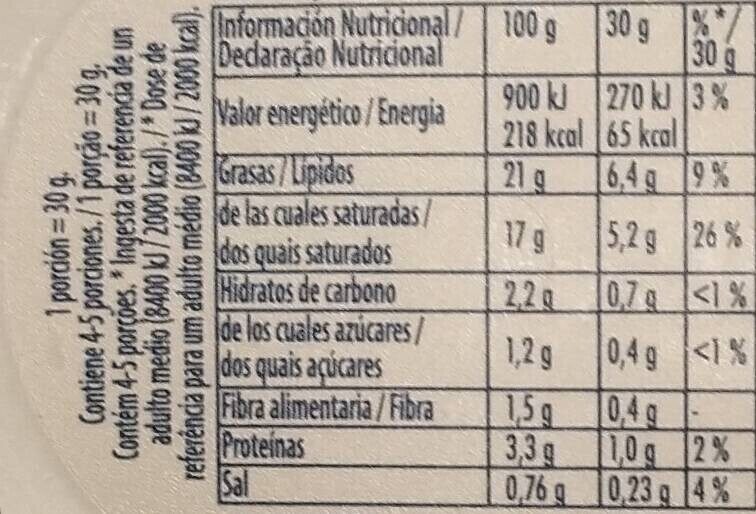 1 porción = 30 g.
Contiene 4-5 porciones. / 1 porção = 30 g.
Contém 4-5 porções. * Ingesta de referencia de un
adulto medio (8400 kJ / 2000 kcal). / * Dose de
referência para um adulto médio (8400 kJ / 2000 kcal).
Información Nutricional / 100 g 30 g % * /
Declaração Nutricional 30 g
Valor energético / Energia 900 kJ 270 kJ 3 %
218 kcal 65 kcal
Grasas / Lípidos 21 g 6,4 g 9 %
de las cuales saturadas /
dos quais saturados 17 g 5,2 g 26 %
Hidratos de carbono 2,2 g 0,7 g <1 %
de los cuales azúcares /
dos quais açúcares 1,2 g 0,4 g <1 %
Fibra alimentaria / Fibra 1,5 g 0,4 g -
Proteínas 3,3 g 1,0 g 2 %
Sal 0,76 g 0,23 g 4 %